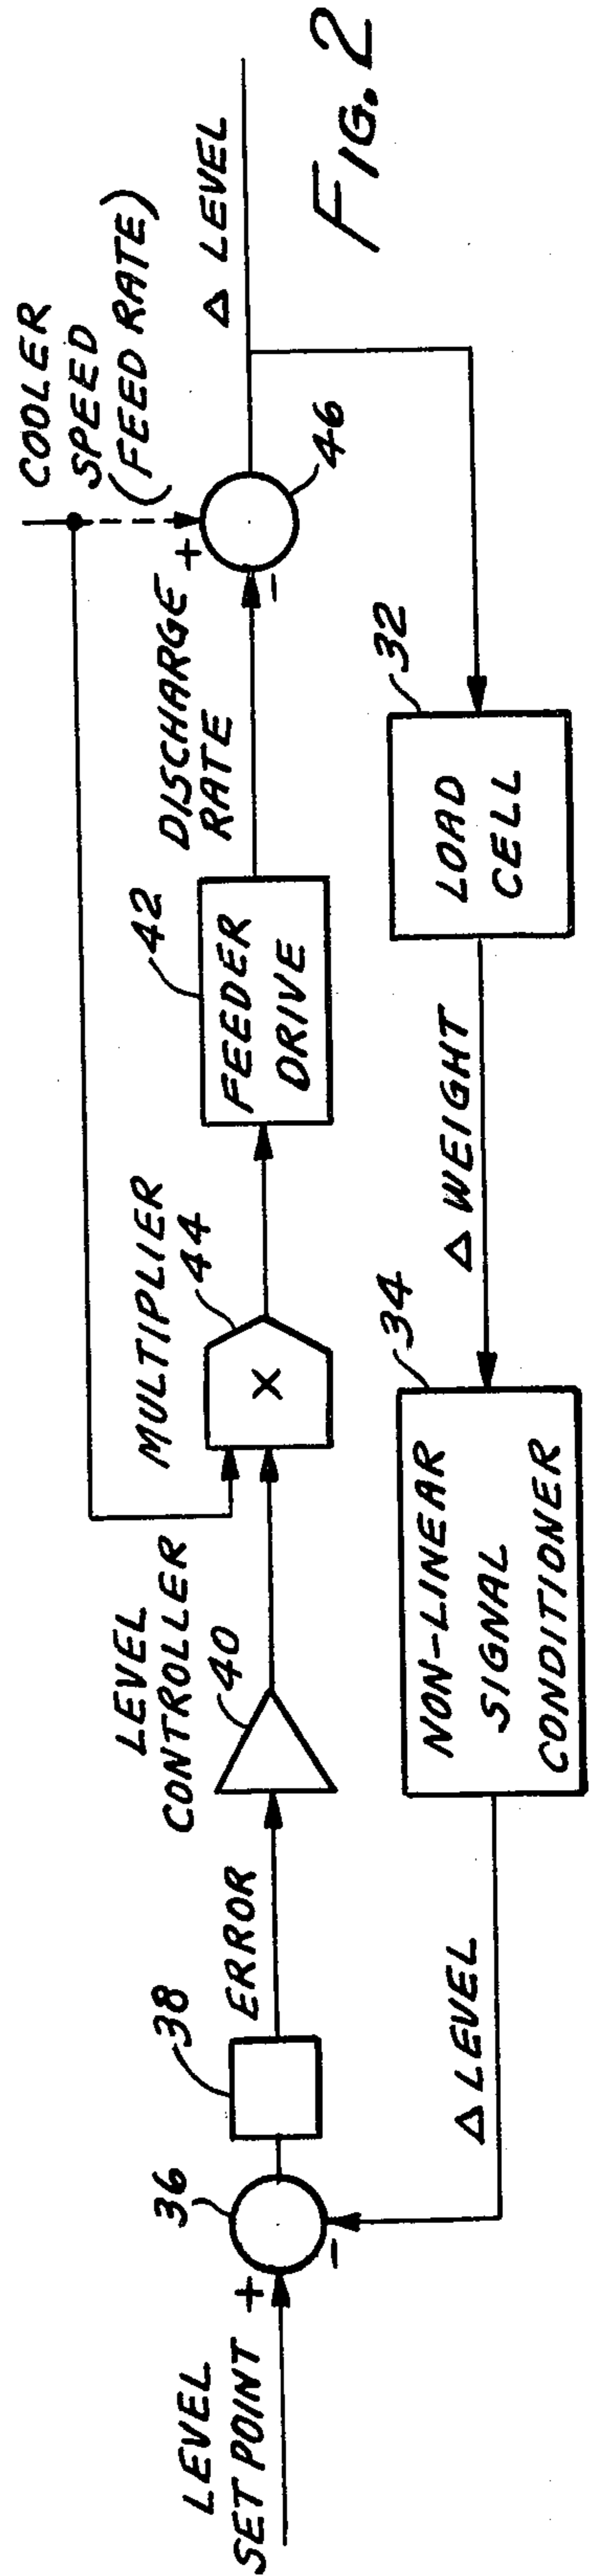 COOLER
SPEED
(FEED RATE)
LEVEL
SET POINT
+
-
36
38
ERROR
LEVEL
CONTROLLER
40
MULTIPLIER
44
X
42
FEEDER
DRIVE
DISCHARGE
RATE
+
-
46
Δ LEVEL
32
LOAD
CELL
Δ WEIGHT
34
NON-LINEAR
SIGNAL
CONDITIONER
Δ LEVEL
FIG. 2